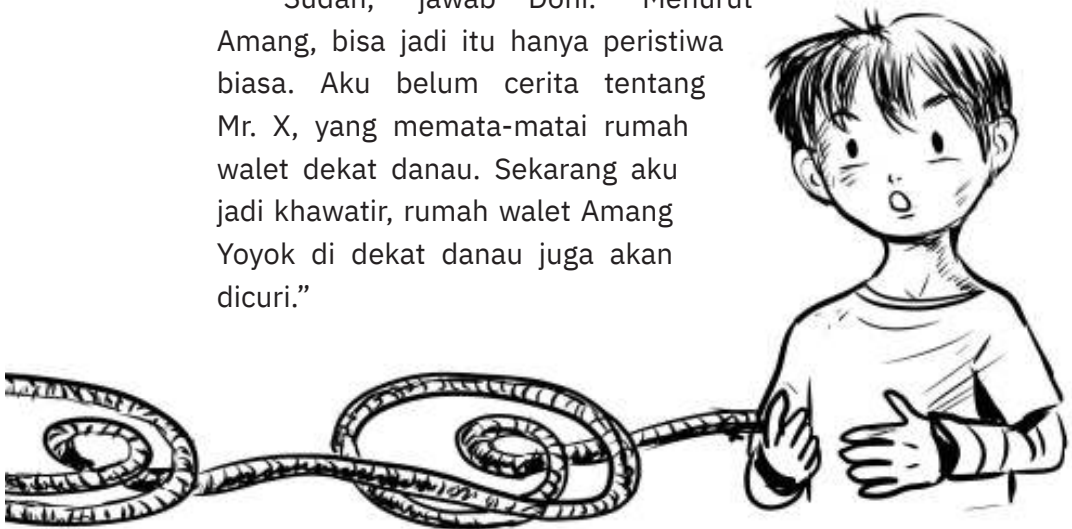 Sudah, jawab Doni. Menurut
Amang, bisa jadi itu hanya peristiwa
biasa. Aku belum cerita tentang
Mr. X, yang memata-matai rumah
walet dekat danau. Sekarang aku
jadi khawatir, rumah walet Amang
Yoyok di dekat danau juga akan
dicuri.”